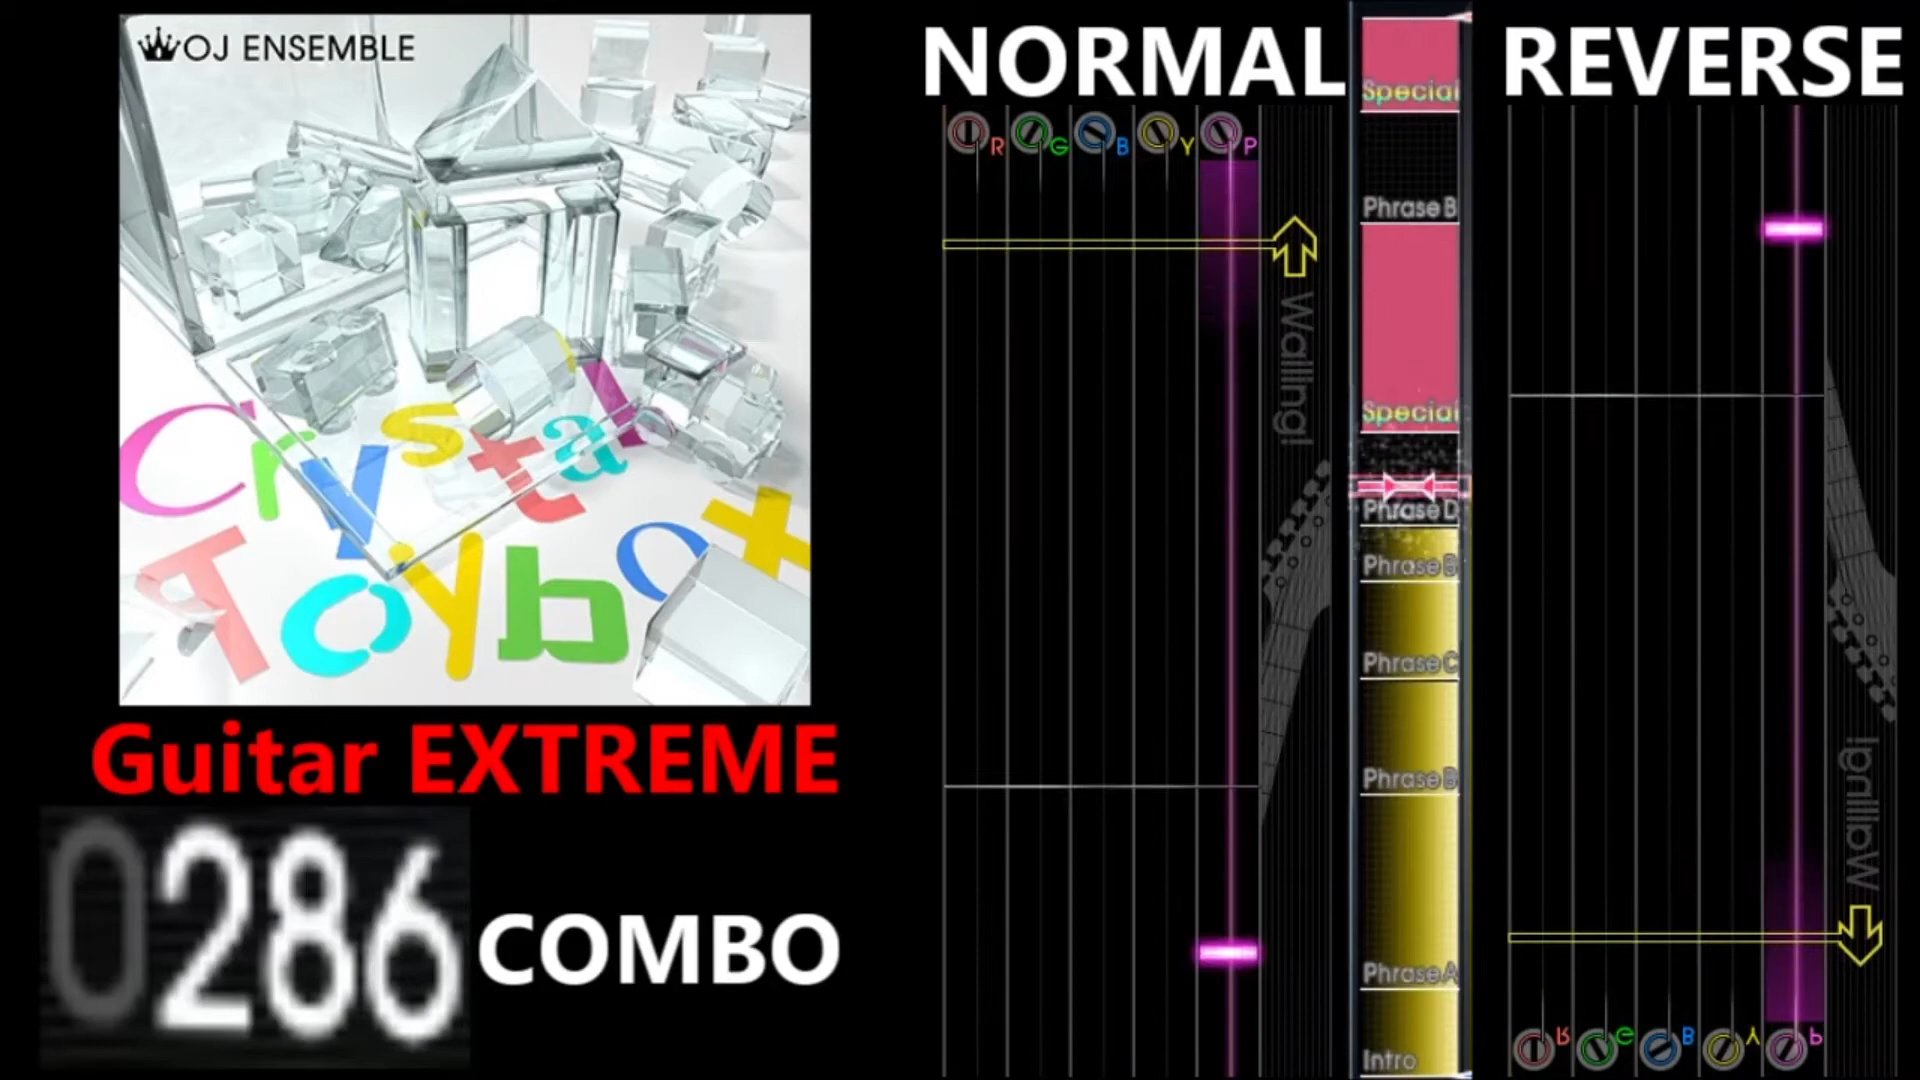 OJ ENSEMBLE
Crystal
Toybox
Guitar EXTREME
0286 COMBO
NORMAL
R G B Y P
Wailing!
Special
Phrase B
Special
Phrase D
Phrase B
Phrase C
Phrase B
Phrase A
Intro
REVERSE
Wailing!
R G B Y P